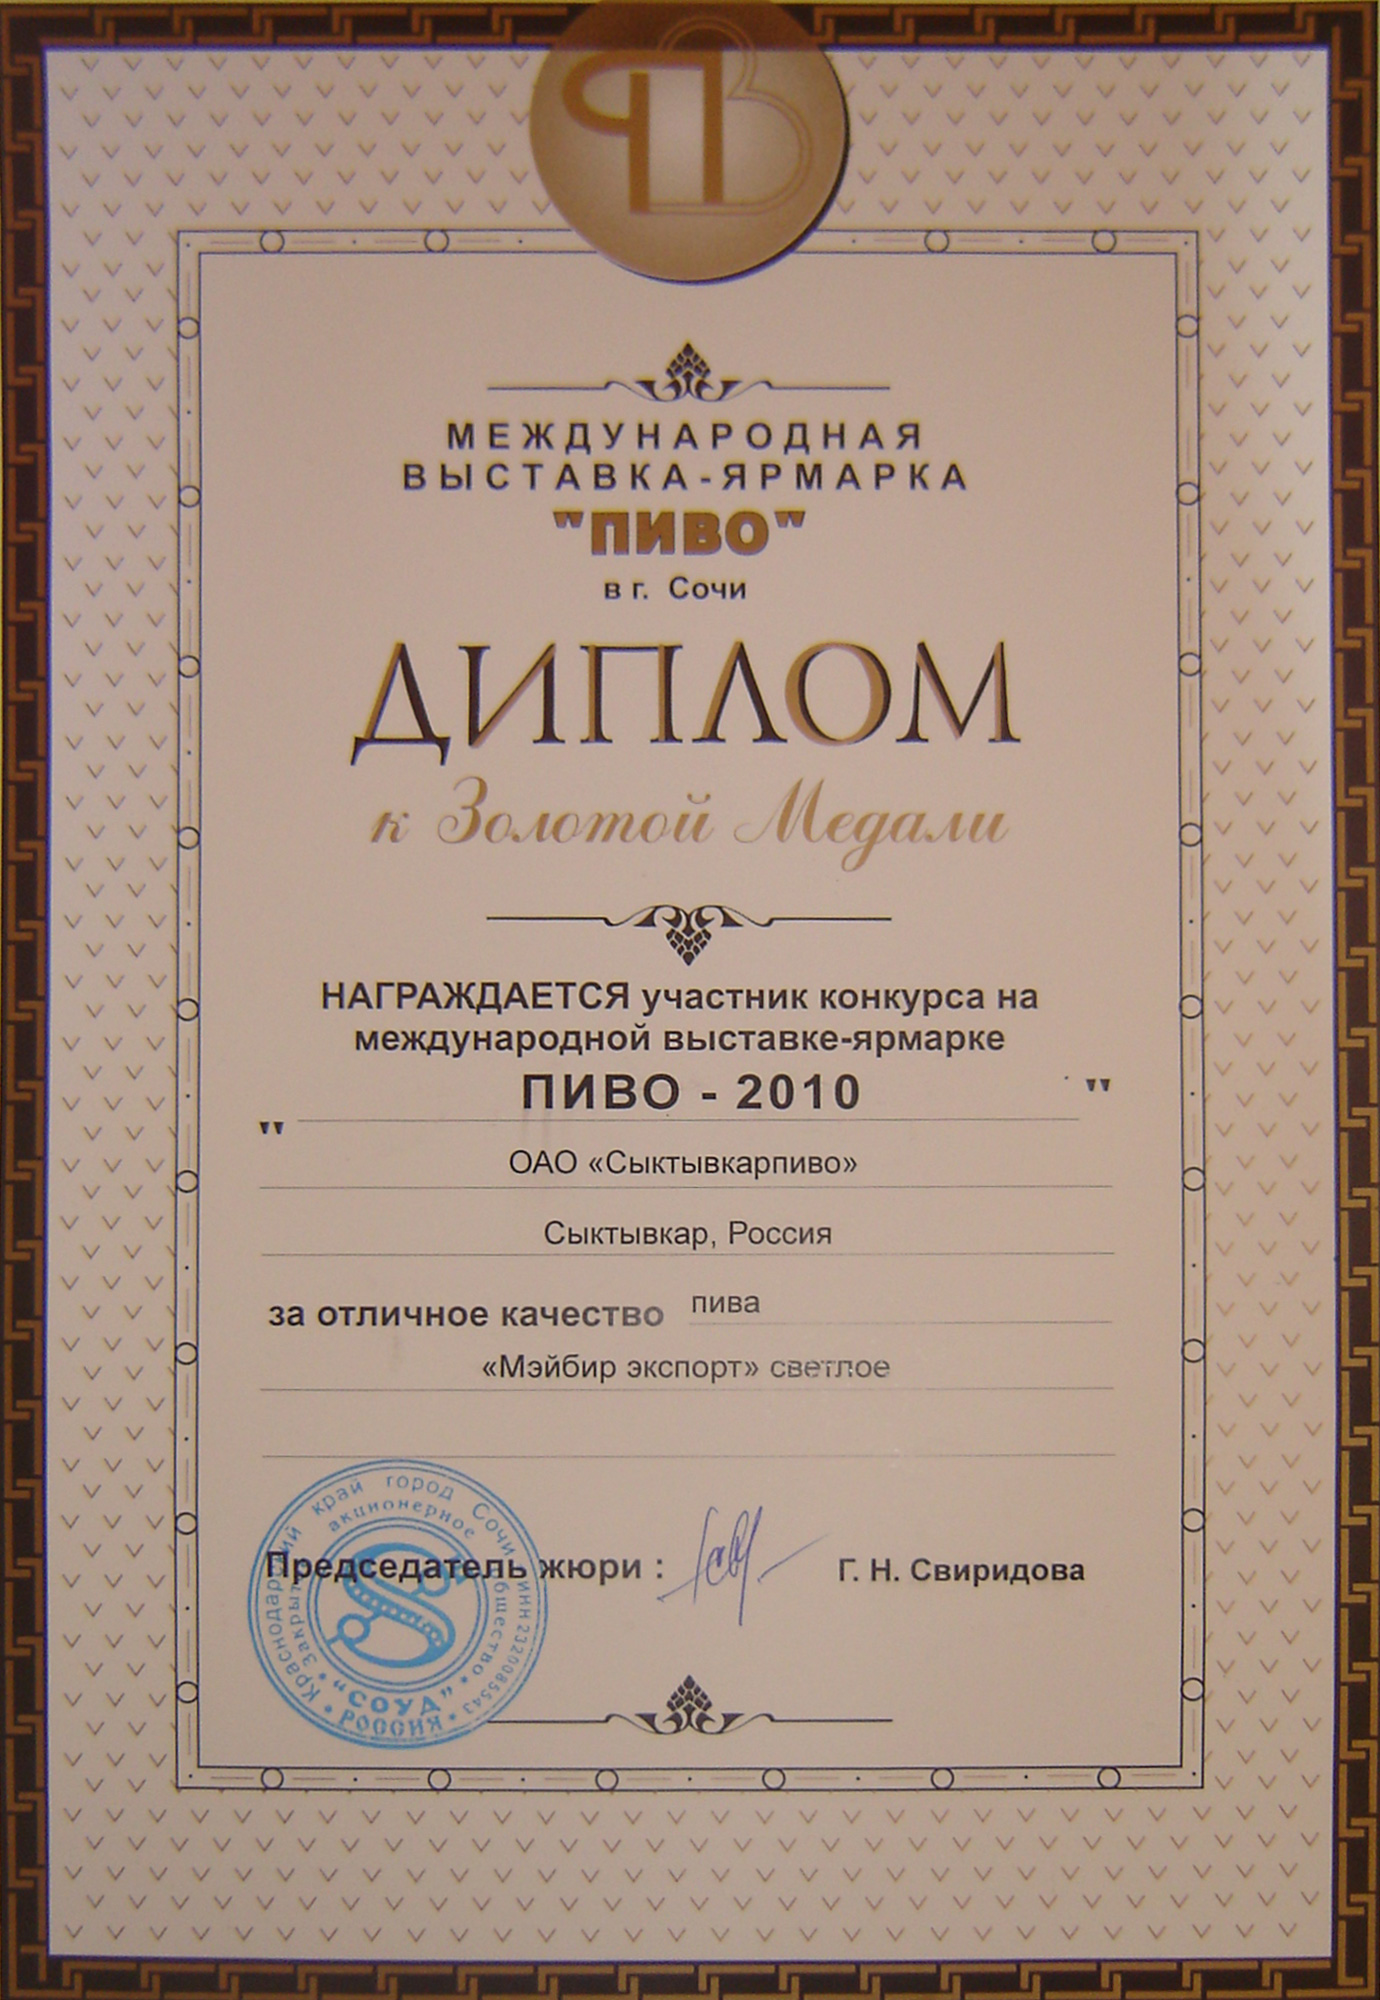 МЕЖДУНАРОДНАЯ
ВЫСТАВКА-ЯРМАРКА
"ПИВО"
в г. Сочи
ДИПЛОМ
к Золотой Медали
НАГРАЖДАЕТСЯ участник конкурса на
международной выставке-ярмарке
" ПИВО - 2010 "
ОАО «Сыктывкарпиво»
Сыктывкар, Россия
за отличное качество пива
«Мэйбир экспорт» светлое
Председатель жюри : Г. Н. Свиридова
Краснодарский край город Сочи ИНН 2320085543
закрытое акционерное общество
"СОУД"
РОССИЯ